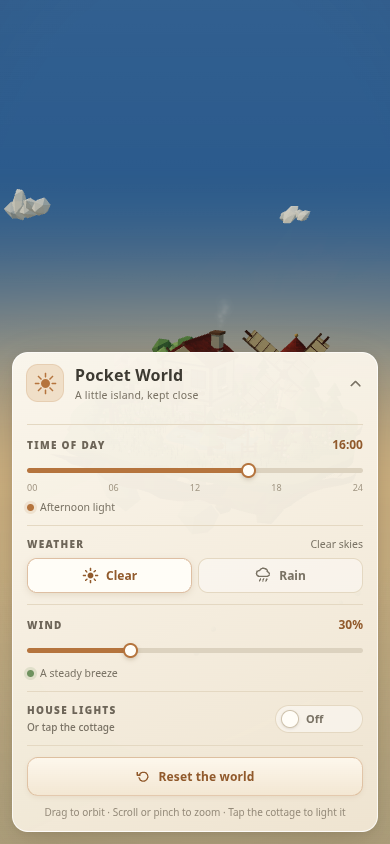 Pocket World
A little island, kept close
TIME OF DAY 16:00
00 06 12 18 24
Afternoon light
WEATHER Clear skies
Clear Rain
WIND 30%
A steady breeze
HOUSE LIGHTS
Or tap the cottage
Off
Reset the world
Drag to orbit · Scroll or pinch to zoom · Tap the cottage to light it